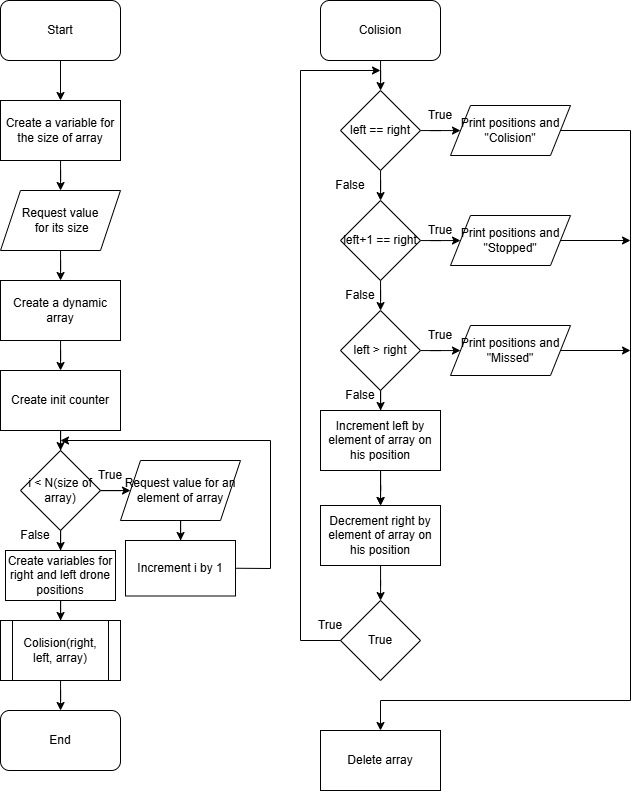 Start
Create a variable for
the size of array
Request value
for its size
Create a dynamic
array
Create init counter
i < N(size of
array)
True
Request value for an
element of array
Increment i by 1
False
Create variables for
right and left drone
positions
Colision(right,
left, array)
End
Colision
left == right
True
Print positions and
"Colision"
False
left+1 == right
True
Print positions and
"Stopped"
False
left > right
True
Print positions and
"Missed"
False
Increment left by
element of array on
his position
Decrement right by
element of array on
his position
True
True
Delete array